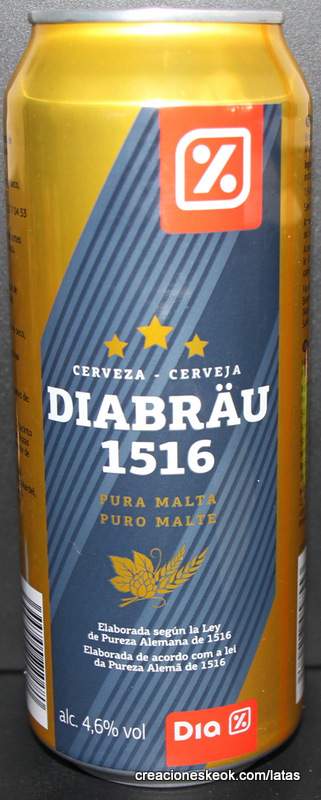 %
CERVEZA - CERVEJA
DIABRÄU
1516
PURA MALTA
PURO MALTE
Elaborada según la Ley
de Pureza Alemana de 1516
Elaborada de acordo com a lei
da Pureza Alemã de 1516
alc. 4,6% vol
DIa %
creacioneskeok.com/latas